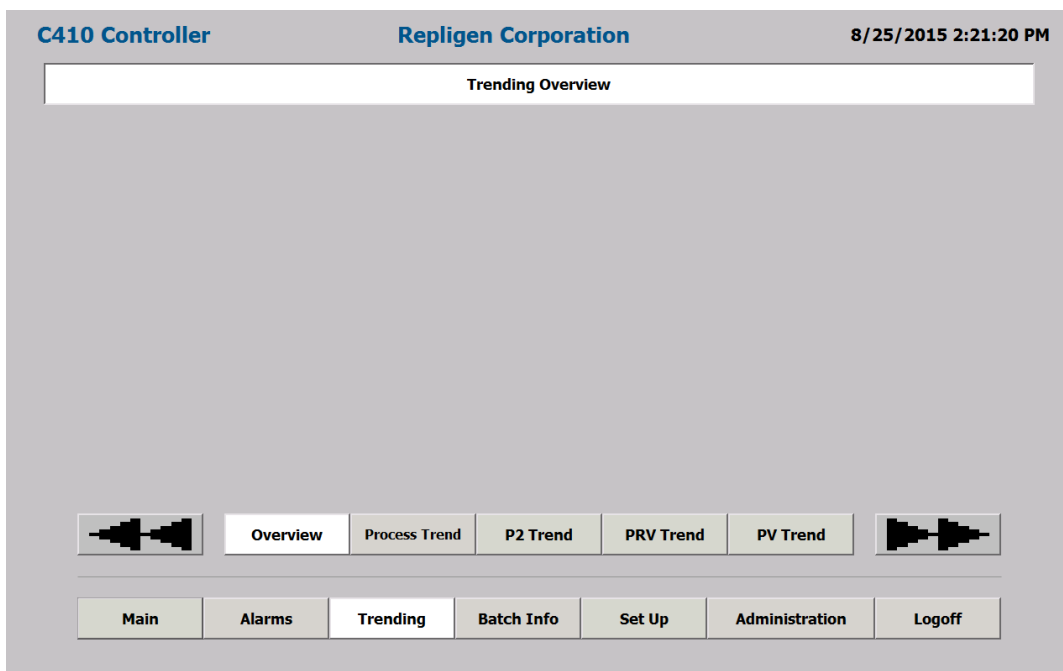 C410 Controller Repligen Corporation 8/25/2015 2:21:20 PM
Trending Overview
Overview Process Trend P2 Trend PRV Trend PV Trend
Main Alarms Trending Batch Info Set Up Administration Logoff